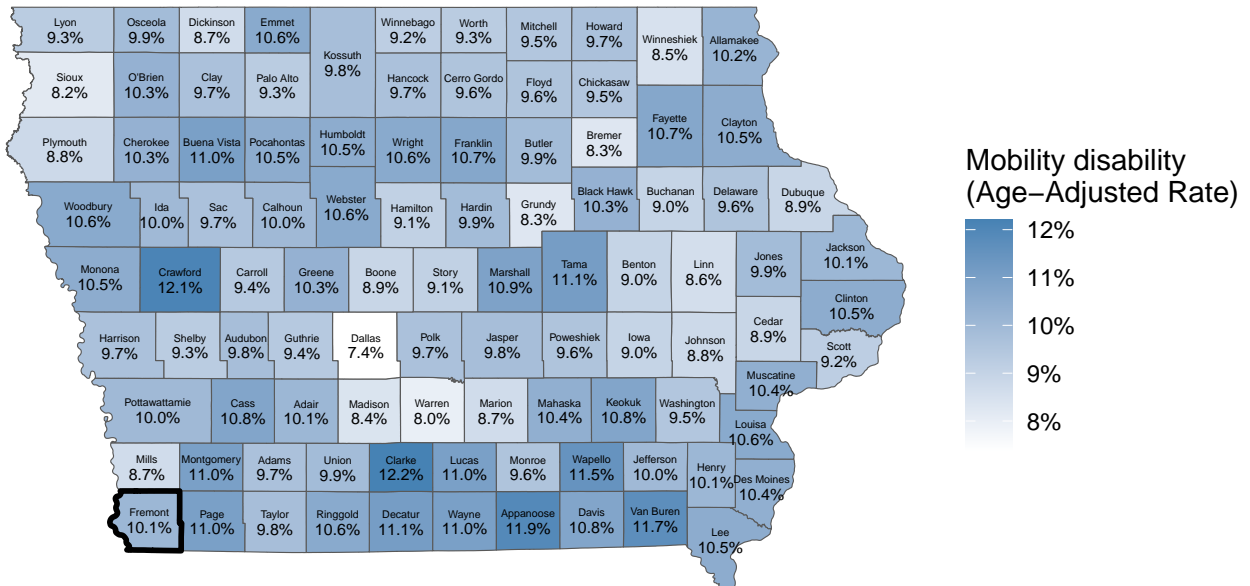 Lyon
9.3%
Osceola
9.9%
Dickinson
8.7%
Emmet
10.6%
Kossuth
9.8%
Winnebago
9.2%
Worth
9.3%
Mitchell
9.5%
Howard
9.7%
Winneshiek
8.5%
Allamakee
10.2%
Sioux
8.2%
O'Brien
10.3%
Clay
9.7%
Palo Alto
9.3%
Hancock
9.7%
Cerro Gordo
9.6%
Floyd
9.6%
Chickasaw
9.5%
Fayette
10.7%
Clayton
10.5%
Plymouth
8.8%
Cherokee
10.3%
Buena Vista
11.0%
Pocahontas
10.5%
Humboldt
10.5%
Wright
10.6%
Franklin
10.7%
Butler
9.9%
Bremer
8.3%
Woodbury
10.6%
Ida
10.0%
Sac
9.7%
Calhoun
10.0%
Webster
10.6%
Hamilton
9.1%
Hardin
9.9%
Grundy
8.3%
Black Hawk
10.3%
Buchanan
9.0%
Delaware
9.6%
Dubuque
8.9%
Monona
10.5%
Crawford
12.1%
Carroll
9.4%
Greene
10.3%
Boone
8.9%
Story
9.1%
Marshall
10.9%
Tama
11.1%
Benton
9.0%
Linn
8.6%
Jones
9.9%
Jackson
10.1%
Clinton
10.5%
Harrison
9.7%
Shelby
9.3%
Audubon
9.8%
Guthrie
9.4%
Dallas
7.4%
Polk
9.7%
Jasper
9.8%
Poweshiek
9.6%
Iowa
9.0%
Johnson
8.8%
Cedar
8.9%
Scott
9.2%
Muscatine
10.4%
Pottawattamie
10.0%
Cass
10.8%
Adair
10.1%
Madison
8.4%
Warren
8.0%
Marion
8.7%
Mahaska
10.4%
Keokuk
10.8%
Washington
9.5%
Louisa
10.6%
Mills
8.7%
Montgomery
11.0%
Adams
9.7%
Union
9.9%
Clarke
12.2%
Lucas
11.0%
Monroe
9.6%
Wapello
11.5%
Jefferson
10.0%
Henry
10.1%
Des Moines
10.4%
Fremont
10.1%
Page
11.0%
Taylor
9.8%
Ringgold
10.6%
Decatur
11.1%
Wayne
11.0%
Appanoose
11.9%
Davis
10.8%
Van Buren
11.7%
Lee
10.5%
Mobility disability
(Age−Adjusted Rate)
12%
11%
10%
9%
8%